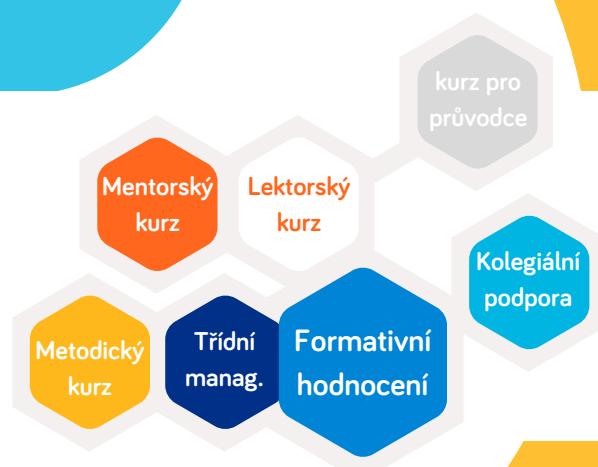 kurz pro
průvodce
Mentorský
kurz
Lektorský
kurz
Kolegiální
podpora
Metodický
kurz
Třídní
manag.
Formativní
hodnocení